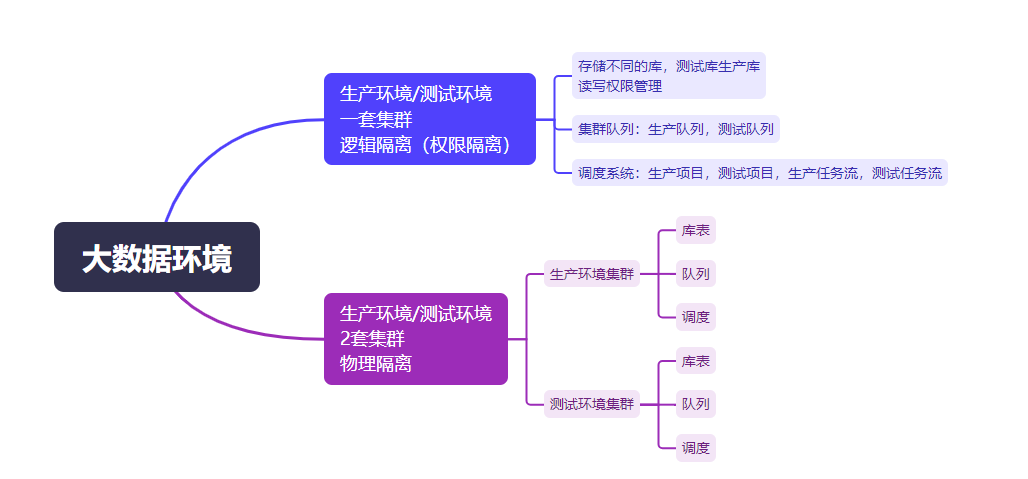 大数据环境
生产环境/测试环境
一套集群
逻辑隔离（权限隔离）
存储不同的库，测试库生产库
读写权限管理
集群队列：生产队列，测试队列
调度系统：生产项目，测试项目，生产任务流，测试任务流
生产环境/测试环境
2套集群
物理隔离
生产环境集群
库表
队列
调度
测试环境集群
库表
队列
调度